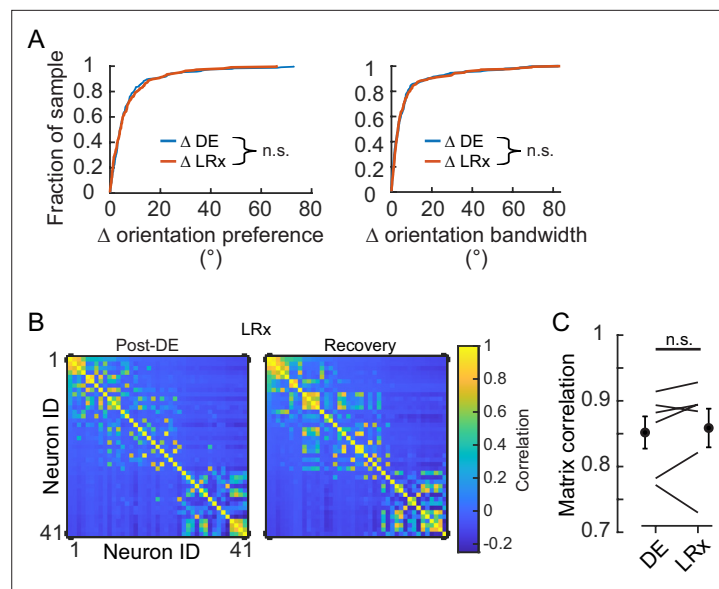 A
Fraction of sample
1
0.8
0.6
0.4
0.2
0
Δ DE
Δ LRx
n.s.
0 20 40 60 80
Δ orientation preference
(°)
1
0.8
0.6
0.4
0.2
0
Δ DE
Δ LRx
n.s.
0 20 40 60 80
Δ orientation bandwidth
(°)
B
LRx
Post-DE
Recovery
Neuron ID
1
41
1 41
Neuron ID
1
0.8
0.6
0.4
0.2
0
-0.2
Correlation
C
n.s.
Matrix correlation
1
0.95
0.9
0.85
0.8
0.7
DE
LRx